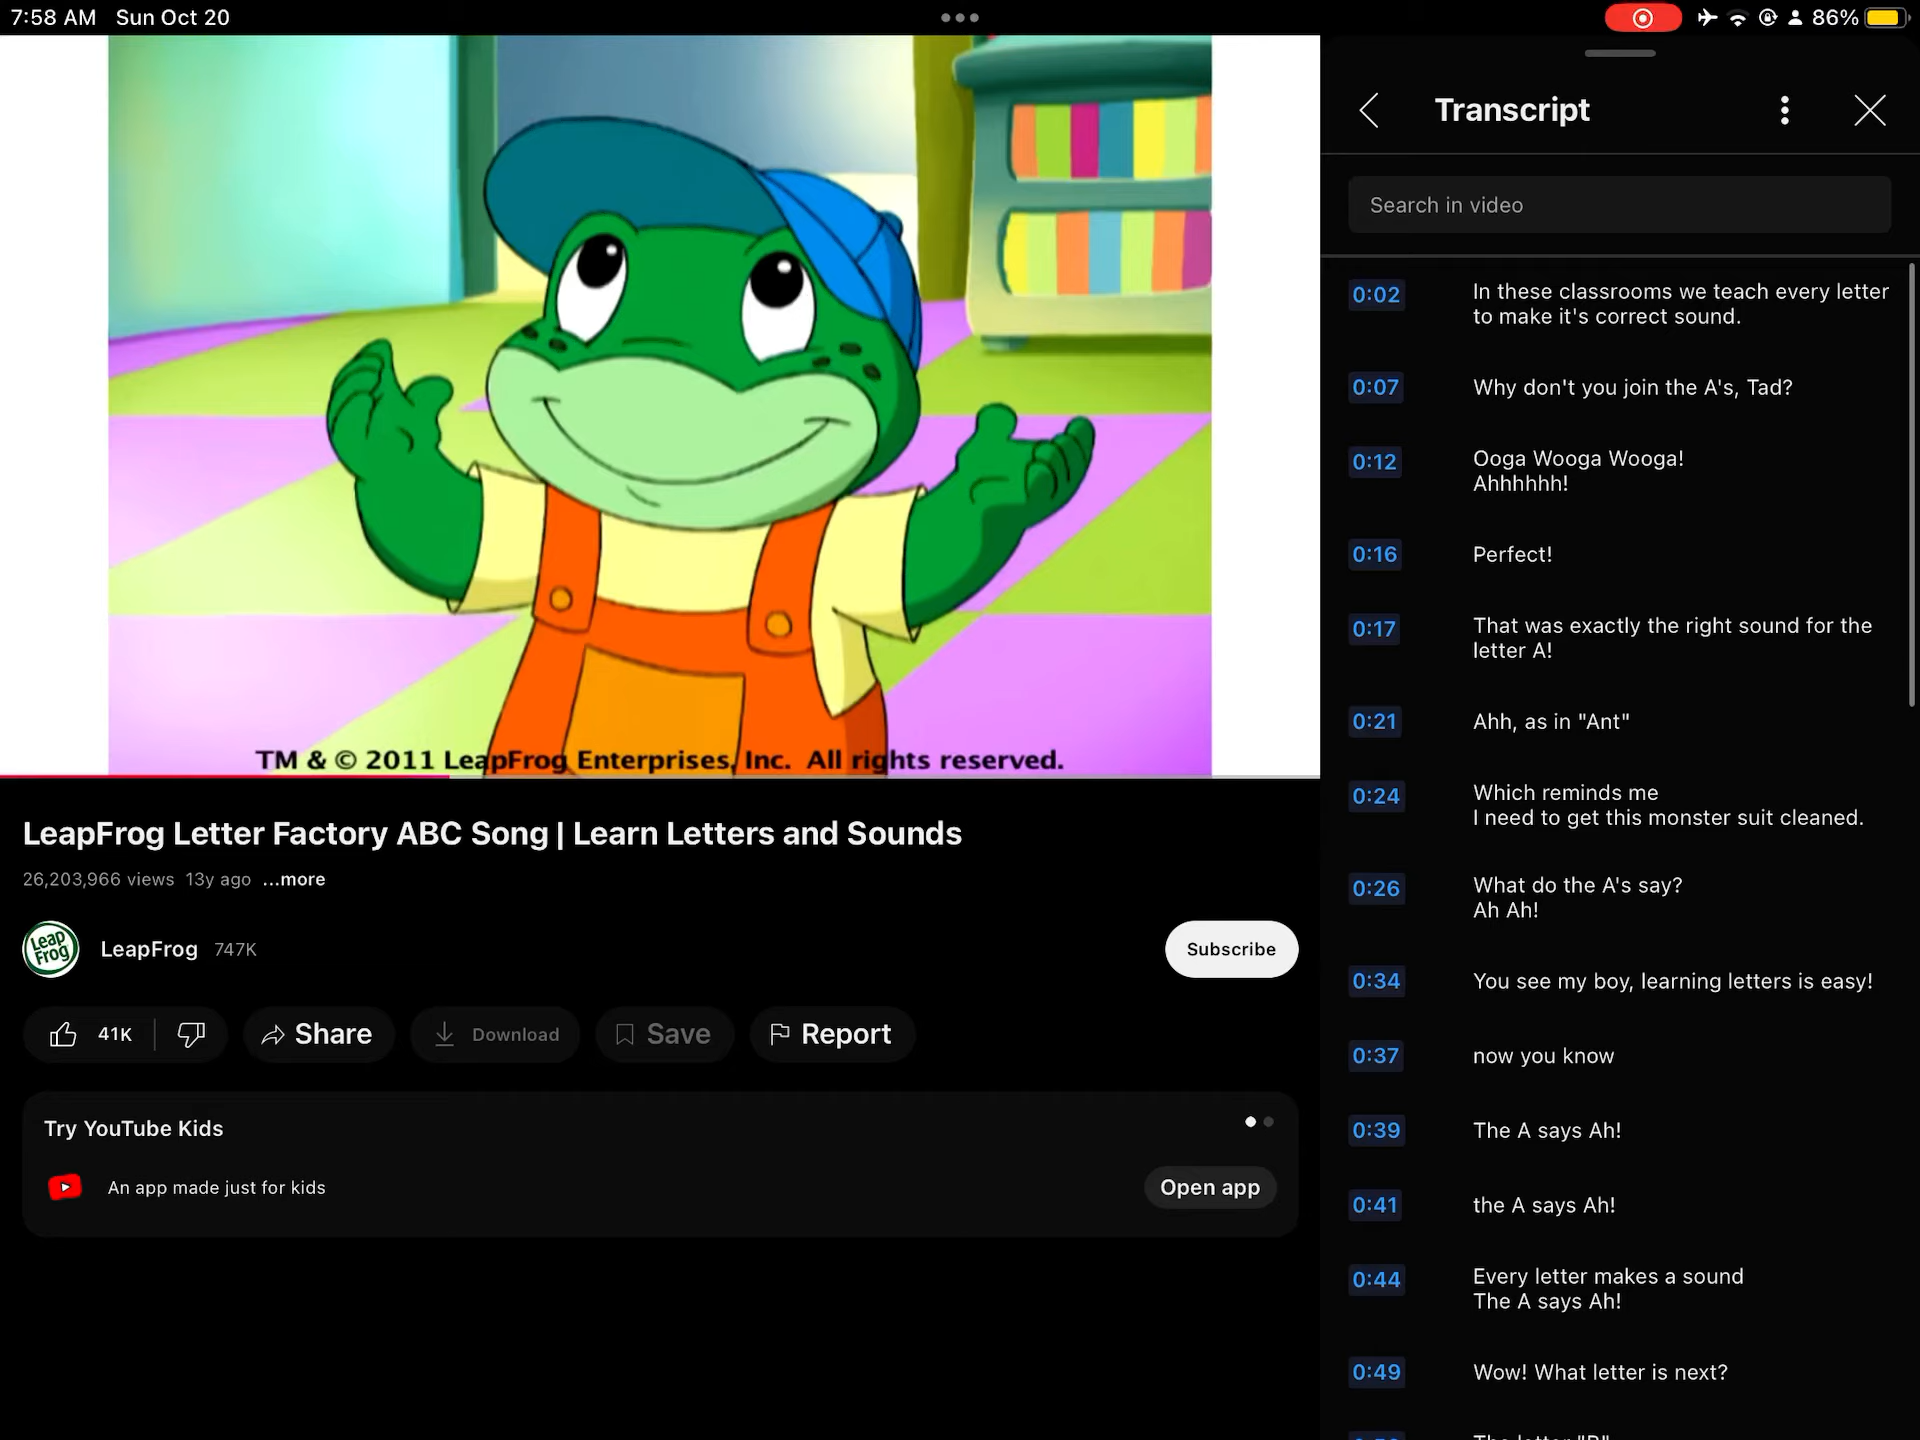 7:58 AM Sun Oct 20
86%
TM & © 2011 LeapFrog Enterprises, Inc. All rights reserved.
LeapFrog Letter Factory ABC Song | Learn Letters and Sounds
26,203,966 views 13y ago ...more
Leap
Frog
LeapFrog 747K
Subscribe
41K
Share
Download
Save
Report
Try YouTube Kids
An app made just for kids
Open app
Transcript
Search in video
0:02 In these classrooms we teach every letter
to make it's correct sound.
0:07 Why don't you join the A's, Tad?
0:12 Ooga Wooga Wooga!
Ahhhhhh!
0:16 Perfect!
0:17 That was exactly the right sound for the
letter A!
0:21 Ahh, as in "Ant"
0:24 Which reminds me
I need to get this monster suit cleaned.
0:26 What do the A's say?
Ah Ah!
0:34 You see my boy, learning letters is easy!
0:37 now you know
0:39 The A says Ah!
0:41 the A says Ah!
0:44 Every letter makes a sound
The A says Ah!
0:49 Wow! What letter is next?